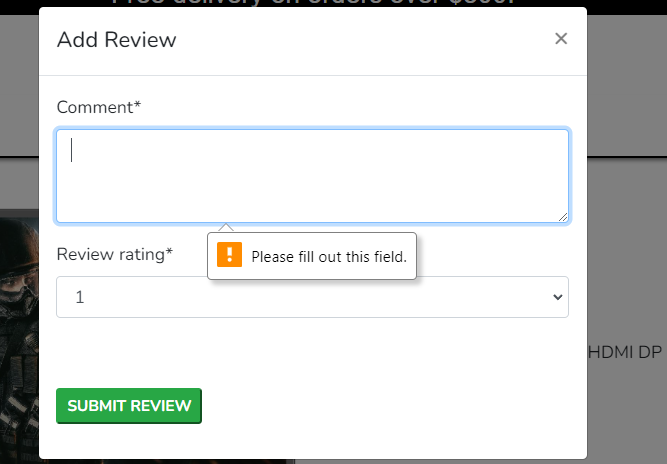 Free delivery on orders over $300!
Add Review
×
Comment*
Please fill out this field.
Review rating*
1
HDMI DP
SUBMIT REVIEW